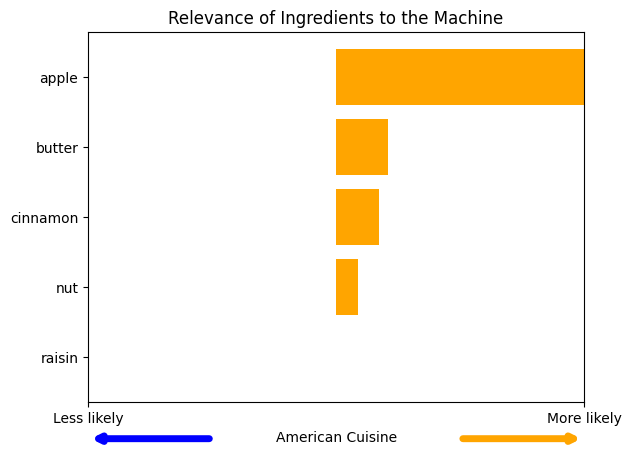 Relevance of Ingredients to the Machine
apple
butter
cinnamon
nut
raisin
Less likely
More likely
American Cuisine